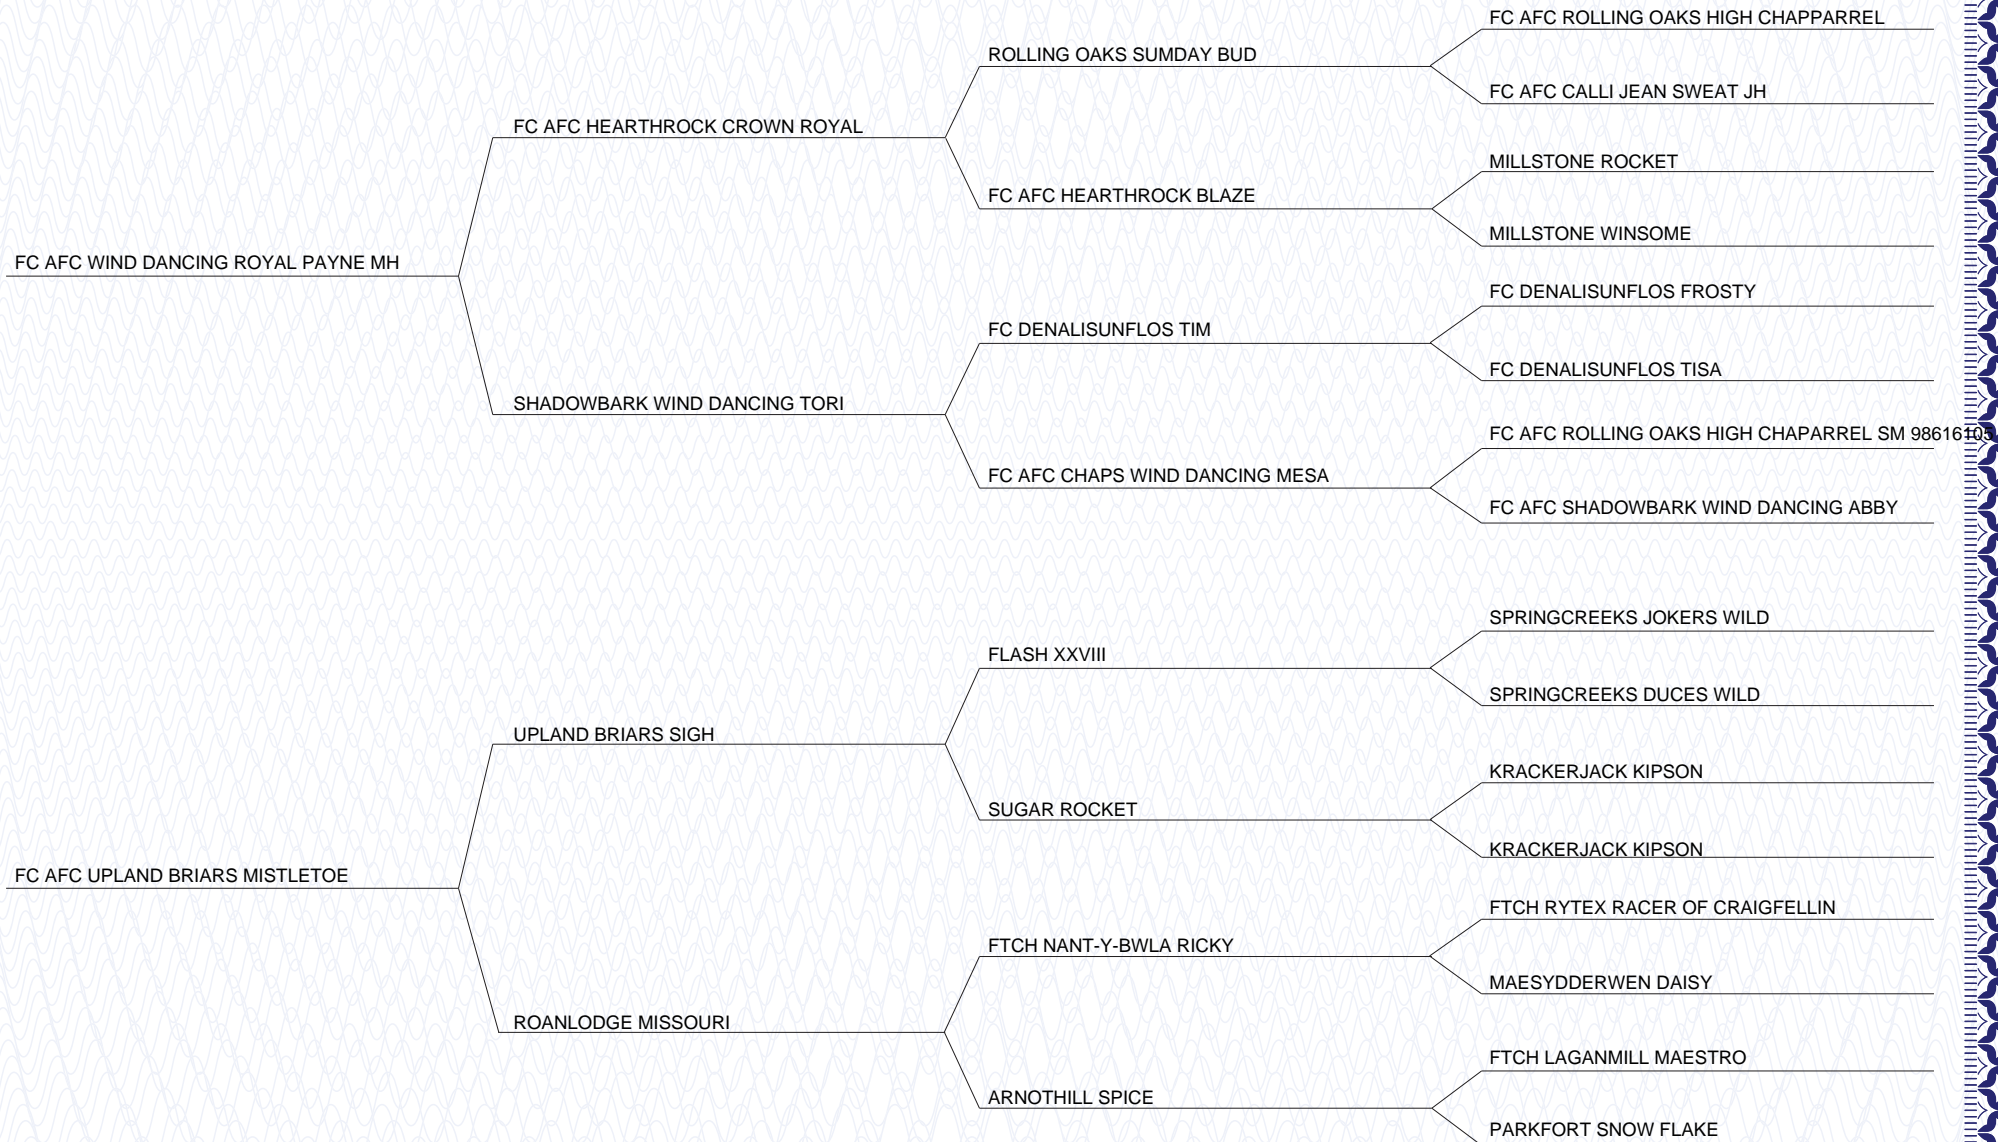 FC AFC ROLLING OAKS HIGH CHAPPARREL
ROLLING OAKS SUMDAY BUD
FC AFC CALLI JEAN SWEAT JH
FC AFC HEARTHROCK CROWN ROYAL
MILLSTONE ROCKET
FC AFC HEARTHROCK BLAZE
MILLSTONE WINSOME
FC AFC WIND DANCING ROYAL PAYNE MH
FC DENALISUNFLOS FROSTY
FC DENALISUNFLOS TIM
FC DENALISUNFLOS TISA
SHADOWBARK WIND DANCING TORI
FC AFC ROLLING OAKS HIGH CHAPARREL SM 98616105
FC AFC CHAPS WIND DANCING MESA
FC AFC SHADOWBARK WIND DANCING ABBY
SPRINGCREEKS JOKERS WILD
FLASH XXVIII
SPRINGCREEKS DUCES WILD
UPLAND BRIARS SIGH
KRACKERJACK KIPSON
SUGAR ROCKET
KRACKERJACK KIPSON
FC AFC UPLAND BRIARS MISTLETOE
FTCH RYTEX RACER OF CRAIGFELLIN
FTCH NANT-Y-BWLA RICKY
MAESYDDERWEN DAISY
ROANLODGE MISSOURI
FTCH LAGANMILL MAESTRO
ARNOTHILL SPICE
PARKFORT SNOW FLAKE